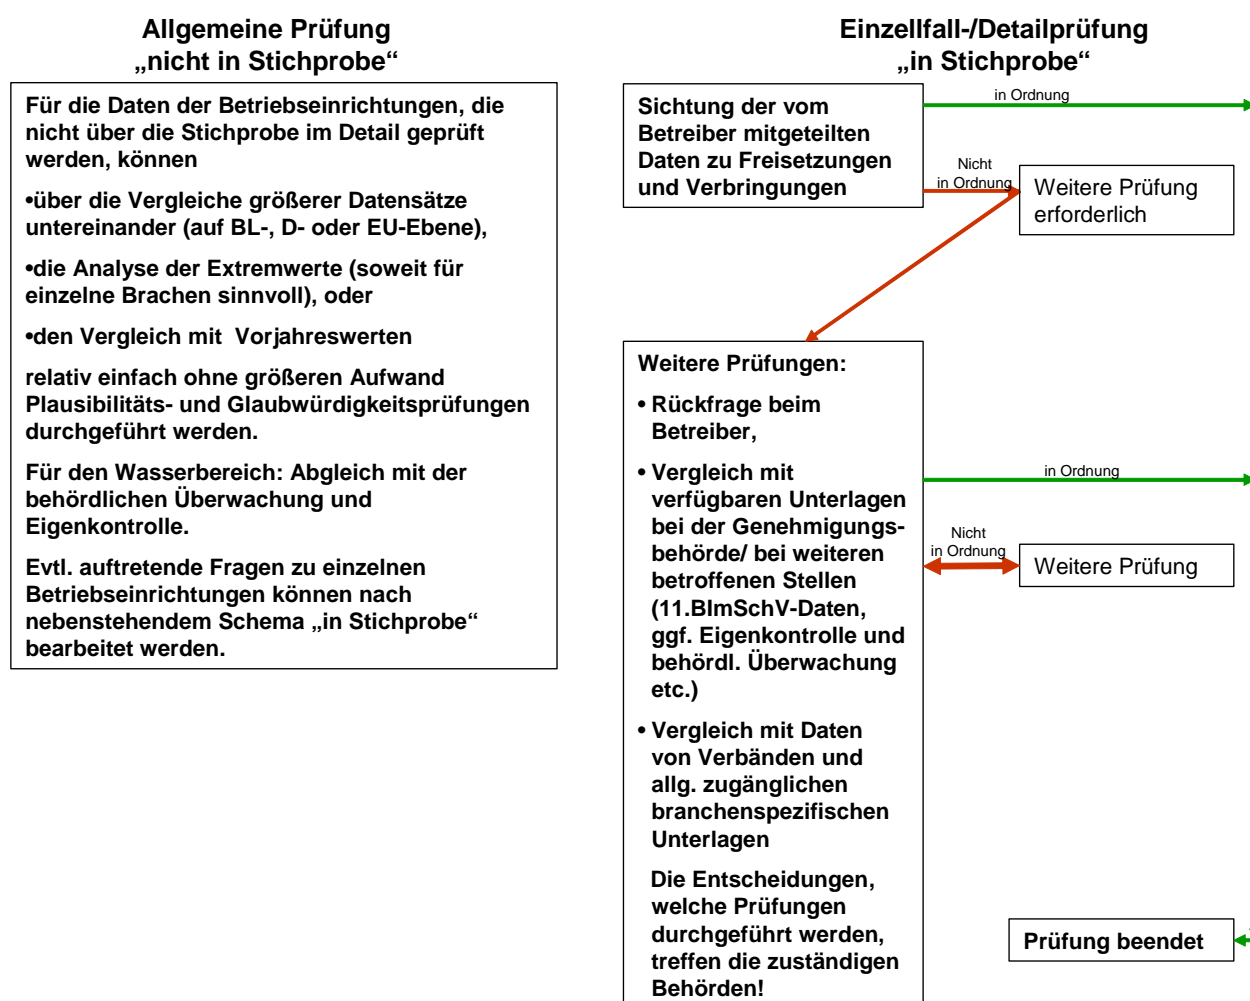 Allgemeine Prüfung
„nicht in Stichprobe“
Für die Daten der Betriebseinrichtungen, die
nicht über die Stichprobe im Detail geprüft
werden, können
•über die Vergleiche größerer Datensätze
untereinander (auf BL-, D- oder EU-Ebene),
•die Analyse der Extremwerte (soweit für
einzelne Brachen sinnvoll), oder
•den Vergleich mit  Vorjahreswerten
relativ einfach ohne größeren Aufwand
Plausibilitäts- und Glaubwürdigkeitsprüfungen
durchgeführt werden.
Für den Wasserbereich: Abgleich mit der
behördlichen Überwachung und
Eigenkontrolle.
Evtl. auftretende Fragen zu einzelnen
Betriebseinrichtungen können nach
nebenstehendem Schema „in Stichprobe“
bearbeitet werden.
Einzellfall-/Detailprüfung
„in Stichprobe“
Sichtung der vom
Betreiber mitgeteilten
Daten zu Freisetzungen
und Verbringungen
in Ordnung
Nicht
in Ordnung
Weitere Prüfung
erforderlich
Weitere Prüfungen:
• Rückfrage beim
Betreiber,
• Vergleich mit
verfügbaren Unterlagen
bei der Genehmigungs-
behörde/ bei weiteren
betroffenen Stellen
(11.BImSchV-Daten,
ggf. Eigenkontrolle und
behördl. Überwachung
etc.)
• Vergleich mit Daten
von Verbänden und
allg. zugänglichen
branchenspezifischen
Unterlagen
Die Entscheidungen,
welche Prüfungen
durchgeführt werden,
treffen die zuständigen
Behörden!
in Ordnung
Nicht
in Ordnung
Weitere Prüfung
Prüfung beendet